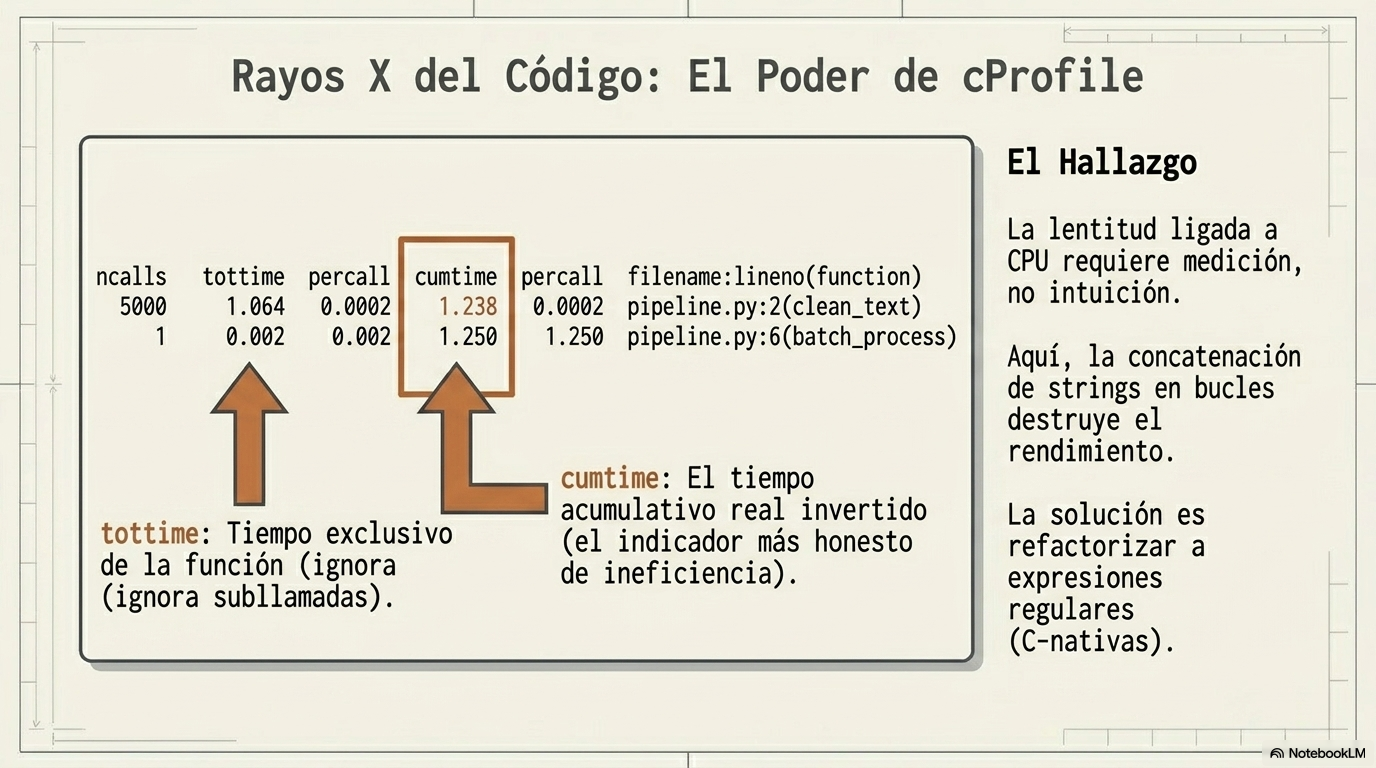 Rayos X del Código: El Poder de cProfile
ncalls tottime percall cumtime percall filename:lineno(function)
5000 1.064 0.0002 1.238 0.0002 pipeline.py:2(clean_text)
1 0.002 0.002 1.250 1.250 pipeline.py:6(batch_process)
tottime: Tiempo exclusivo
de la función (ignora
(ignora subllamadas).
cumtime: El tiempo
acumulativo real invertido
(el indicador más honesto
de ineficiencia).
El Hallazgo
La lentitud ligada a
CPU requiere medición,
no intuición.
Aquí, la concatenación
de strings en bucles
destruye el
rendimiento.
La solución es
refactorizar a
expresiones
regulares
(C-nativas).
NotebookLM